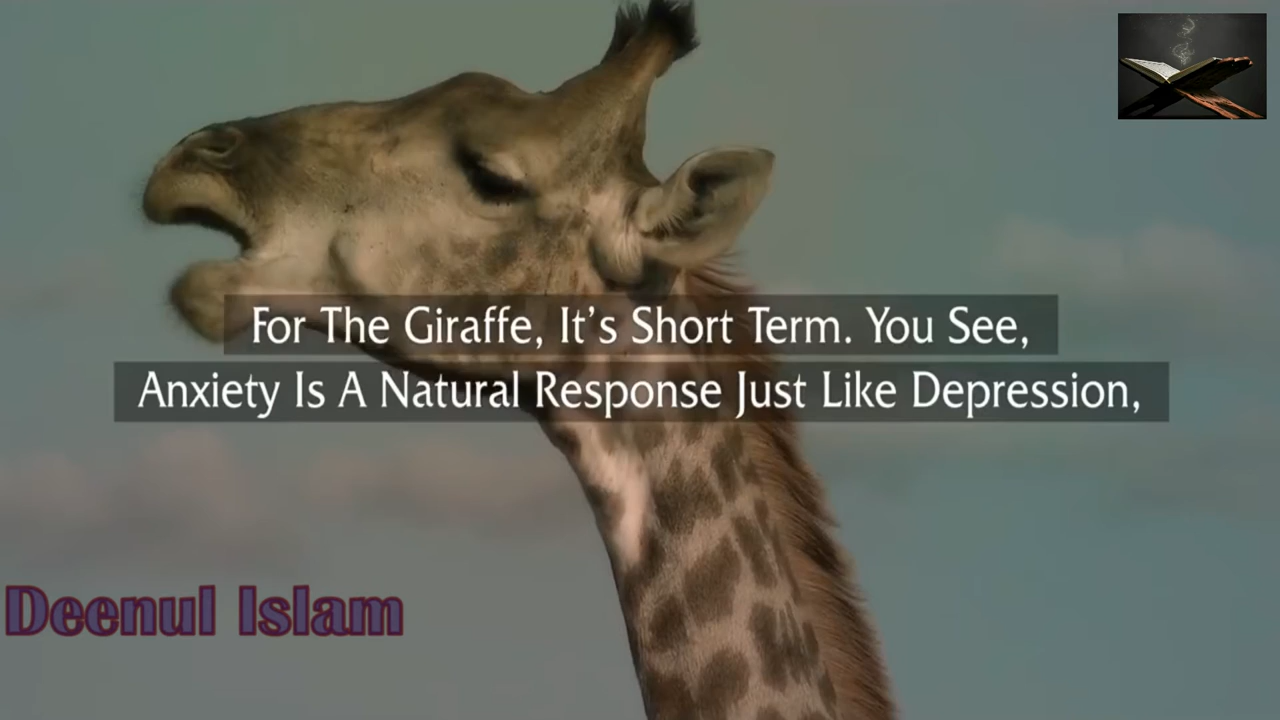 For The Giraffe, It's Short Term. You See,
Anxiety Is A Natural Response Just Like Depression,
Deenul Islam